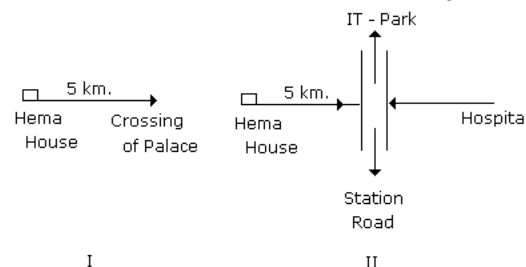 IT - Park
5 km.
Hema
House
Crossing
of Palace
5 km.
Hema
House
Hospita
Station
Road
I
II